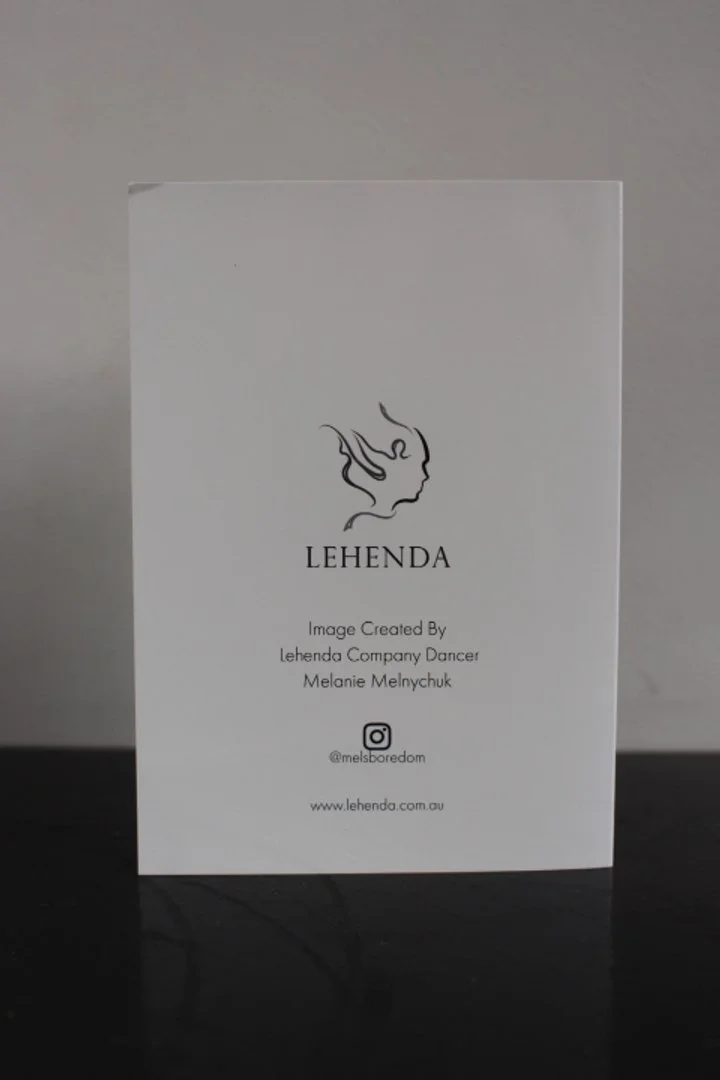 LEHENDA
Image Created By
Lehenda Company Dancer
Melanie Melnychuk
@melsboredom
www.lehenda.com.au